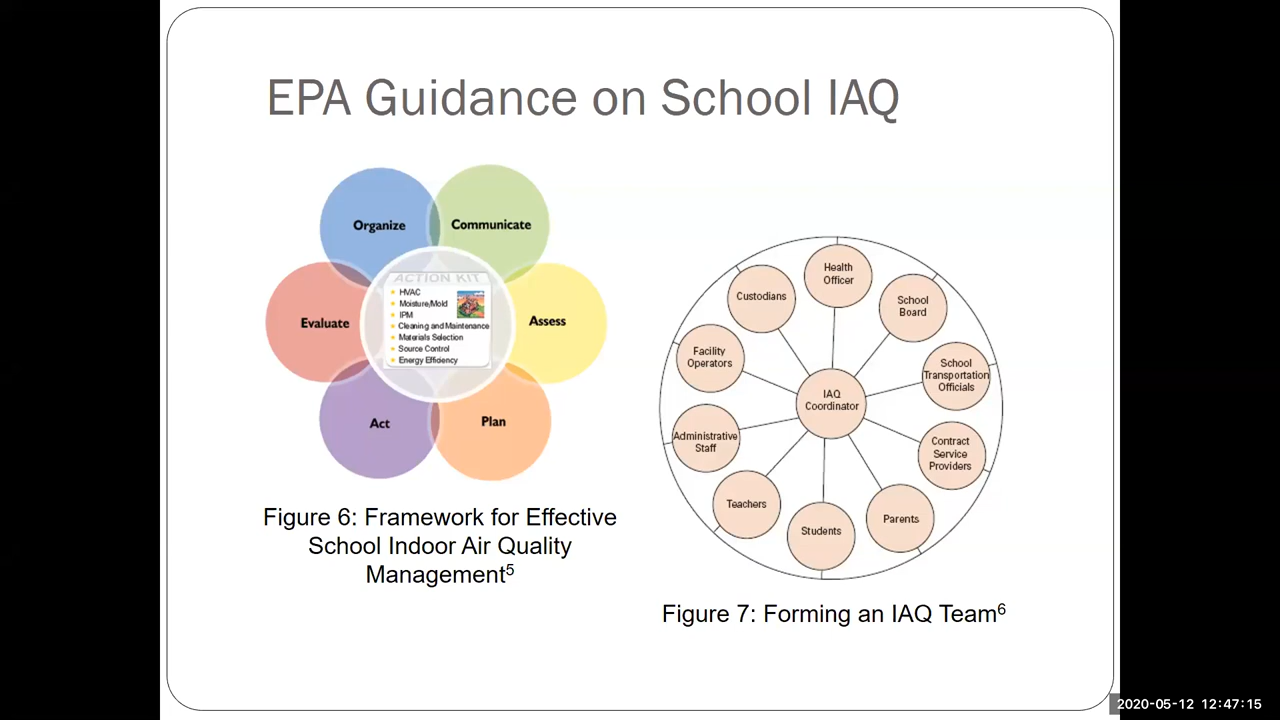 EPA Guidance on School IAQ
Organize
Communicate
Evaluate
Assess
Act
Plan
ACTION KIT
HVAC
Moisture/Mold
IPM
Cleaning and Maintenance
Materials Selection
Source Control
Energy Efficiency
Figure 6: Framework for Effective
School Indoor Air Quality
Management5
Health
Officer
School
Board
School
Transportation
Officials
Contract
Service
Providers
Parents
Students
Teachers
Administrative
Staff
Facility
Operators
Custodians
IAQ
Coordinator
Figure 7: Forming an IAQ Team6
2020-05-12 12:47:15